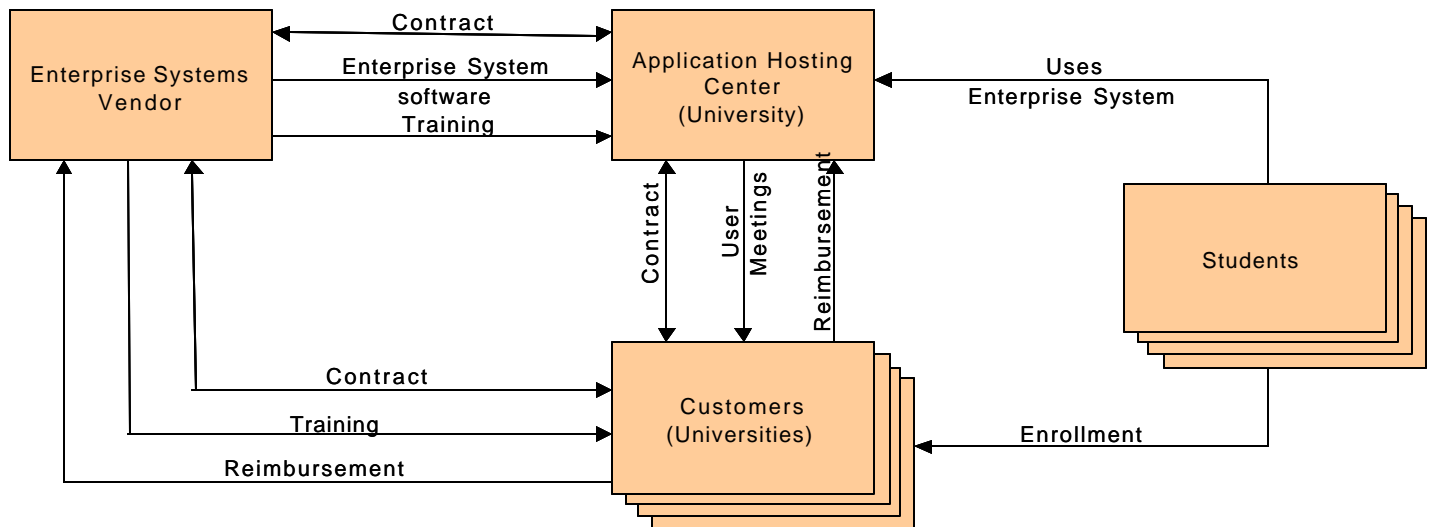 Contract
Enterprise Systems
Vendor
Enterprise System
software
Training
Application Hosting
Center
(University)
Uses
Enterprise System
Contract
User
Meetings
Reimbursement
Students
Contract
Training
Reimbursement
Customers
(Universities)
Enrollment